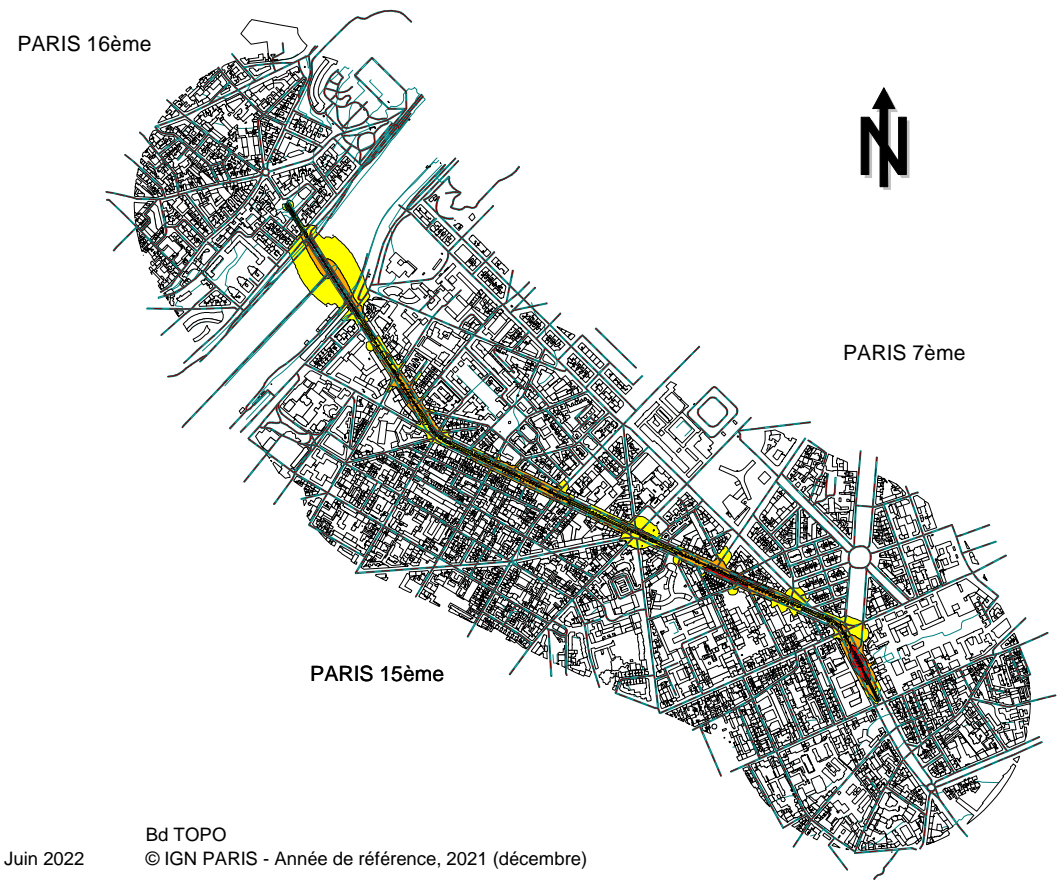 PARIS 16ème
N
PARIS 7ème
PARIS 15ème
Bd TOPO
Juin 2022 © IGN PARIS - Année de référence, 2021 (décembre)